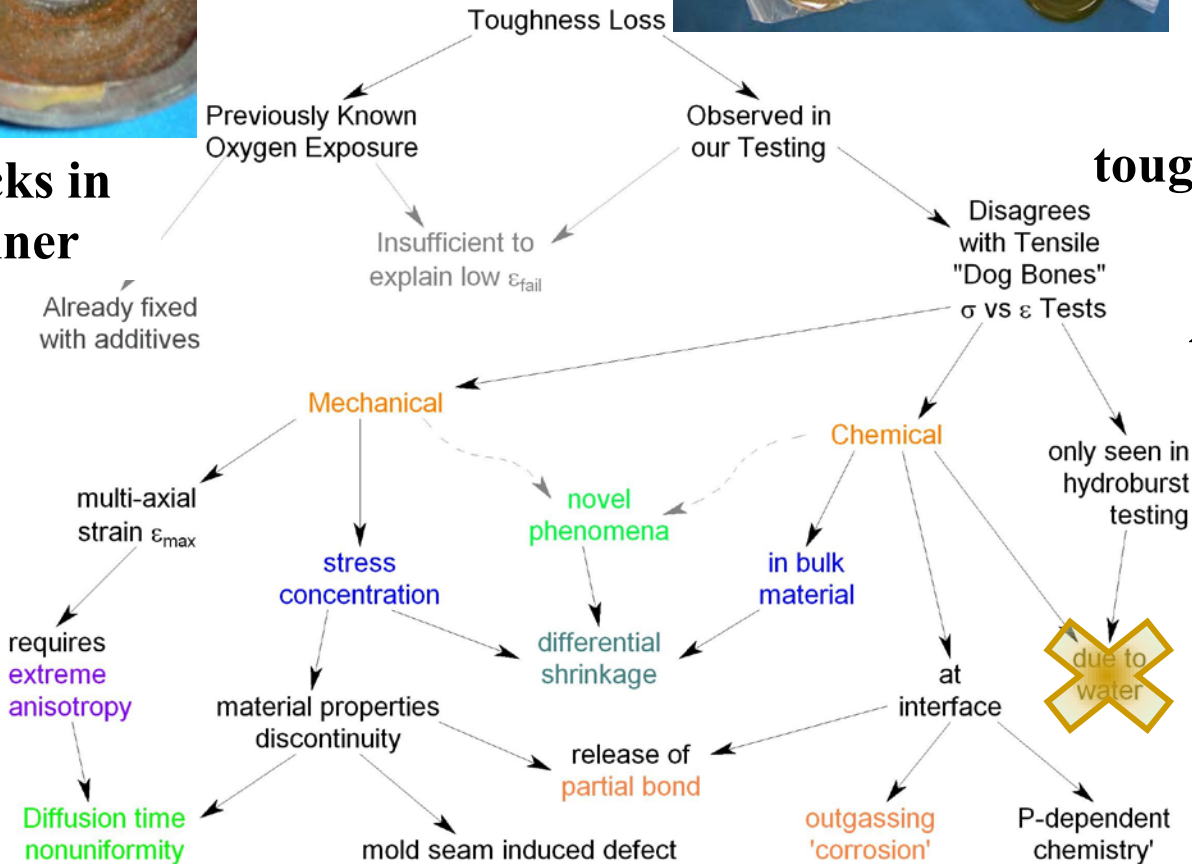 Toughness Loss
Previously Known
Oxygen Exposure
Observed in
our Testing
in
Insufficient to
explain low εfail
Disagrees
with Tensile
"Dog Bones"
σ vs ε Tests
Already fixed
with additives
Mechanical
Chemical
only seen in
hydroburst
testing
multi-axial
strain εmax
novel
phenomena
stress
concentration
in bulk
material
requires
extreme
anisotropy
differential
shrinkage
due to
water
at
interface
material properties
discontinuity
release of
partial bond
Diffusion time
nonuniformity
mold seam induced defect
outgassing
'corrosion'
P-dependent
chemistry'